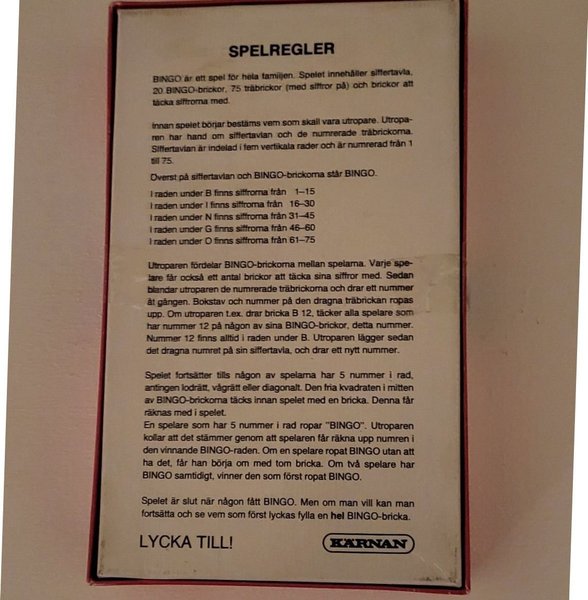 SPELREGLER
BINGO är ett spel för hela familjen. Spelet innehåller siffertavla,
20 BINGO-brickor, 75 träbrickor (med siffror på) och brickor att
täcka siffrorna med.
Innan spelet börjar bestäms vem som skall vara utropare. Utropa-
ren har hand om siffertavlan och de numrerade träbrickorna.
Siffertavlan är indelad i fem vertikala rader och är numrerad från 1
till 75.
Överst på siffertavlan och BINGO-brickorna står BINGO.
I raden under B finns siffrorna från 1–15
I raden under I finns siffrorna från 16–30
I raden under N finns siffrorna från 31–45
I raden under G finns siffrorna från 46–60
I raden under O finns siffrorna från 61–75
Utroparen fördelar BINGO-brickorna mellan spelarna. Varje spe-
lare får också ett antal brickor att täcka sina siffror med. Sedan
blandar utroparen de numrerade träbrickorna och drar ett nummer
åt gången. Bokstav och nummer på den dragna träbrickan ropas
upp. Om utroparen t.ex. drar bricka B 12, täcker alla spelare som
har nummer 12 på någon av sina BINGO-brickor, detta nummer.
Nummer 12 finns alltid i raden under B. Utroparen lägger sedan
det dragna numret på sin siffertavla, och drar ett nytt nummer.
Spelet fortsätter tills någon av spelarna har 5 nummer i rad,
antingen lodrätt, vågrätt eller diagonalt. Den fria kvadraten i mitten
av BINGO-brickorna täcks innan spelet med en bricka. Denna får
räknas med i spelet.
En spelare som har 5 nummer i rad ropar "BINGO". Utroparen
kollar att det stämmer genom att spelaren får räkna upp numren i
den vinnande BINGO-raden. Om en spelare ropat BINGO utan att
ha det, får han börja om med tom bricka. Om två spelare har
BINGO samtidigt, vinner den som först ropat BINGO.
Spelet är slut när någon fått BINGO. Men om man vill kan man
fortsätta och se vem som först lyckas fylla en hel BINGO-bricka.
LYCKA TILL!
KÄRNAN